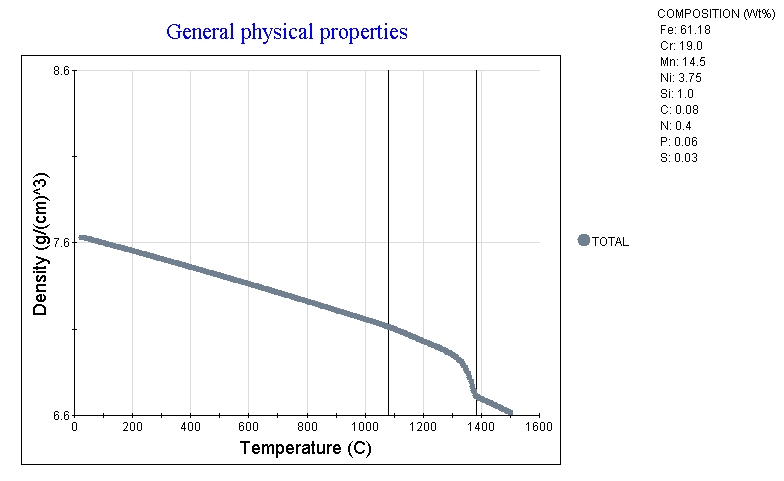 General physical properties
COMPOSITION (Wt%)
Fe: 61.18
Cr: 19.0
Mn: 14.5
Ni: 3.75
Si: 1.0
C: 0.08
N: 0.4
P: 0.06
S: 0.03
8.6
7.6
6.6
Density (g/(cm)^3)
0 200 400 600 800 1000 1200 1400 1600
Temperature (C)
TOTAL